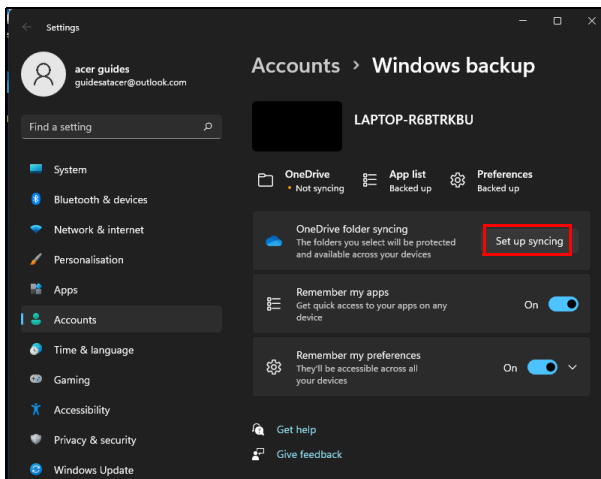 Settings
acer guides
guidesatacer@outlook.com
Find a setting
System
Bluetooth & devices
Network & internet
Personalisation
Apps
Accounts
Time & language
Gaming
Accessibility
Privacy & security
Windows Update
Accounts > Windows backup
LAPTOP-R6BTRKBU
OneDrive
• Not syncing
App list
Backed up
Preferences
Backed up
OneDrive folder syncing
The folders you select will be protected
and available across your devices
Set up syncing
Remember my apps
Get quick access to your apps on any
device
On
Remember my preferences
They'll be accessible across all
your devices
On
Get help
Give feedback